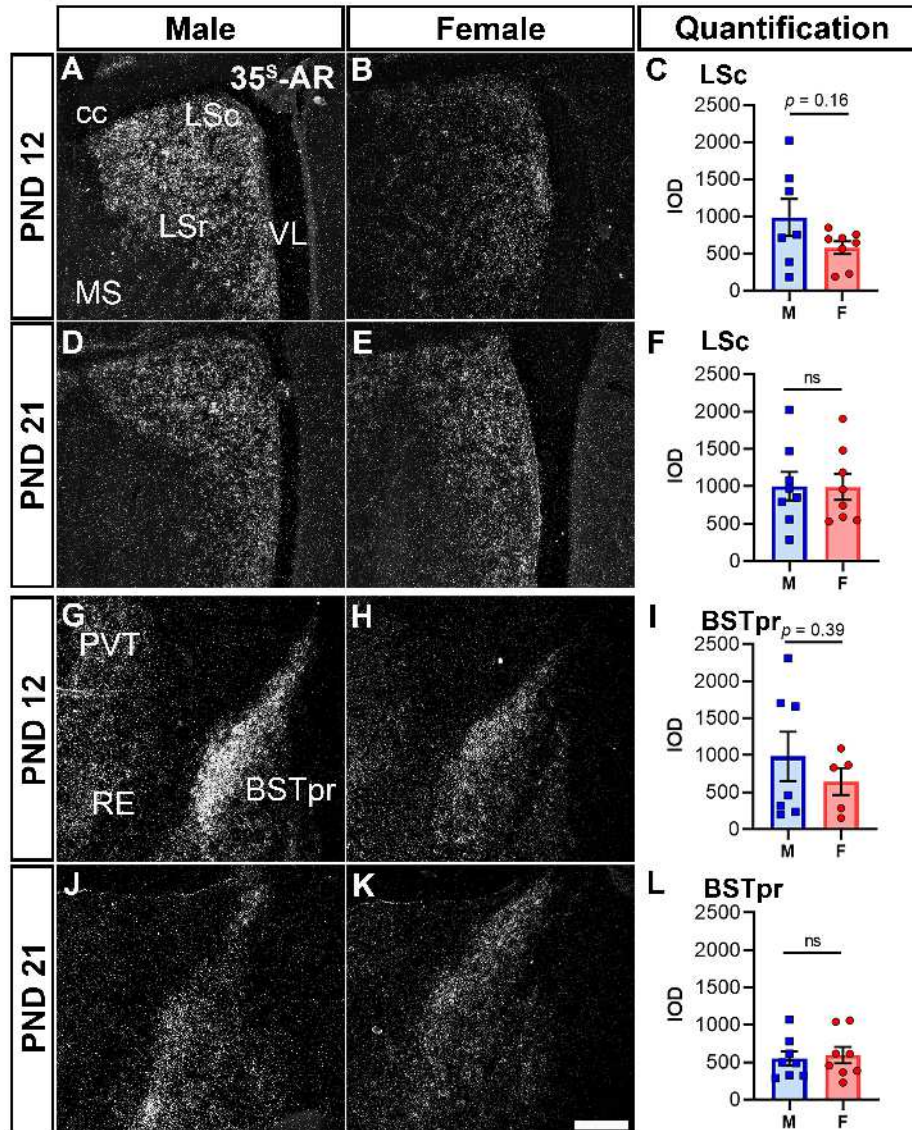 Male Female Quantification
PND 12
A 35S-AR
cc LSc
LSr VL
MS
B
C LSc
p = 0.16
2500
2000
1500
1000
500
0
IOD
M F
PND 21
D
E
F LSc
ns
2500
2000
1500
1000
500
0
IOD
M F
PND 12
G
PVT
RE BSTpr
H
I BSTpr
p = 0.39
2500
2000
1500
1000
500
0
IOD
M F
PND 21
J
K
L BSTpr
ns
2500
2000
1500
1000
500
0
IOD
M F